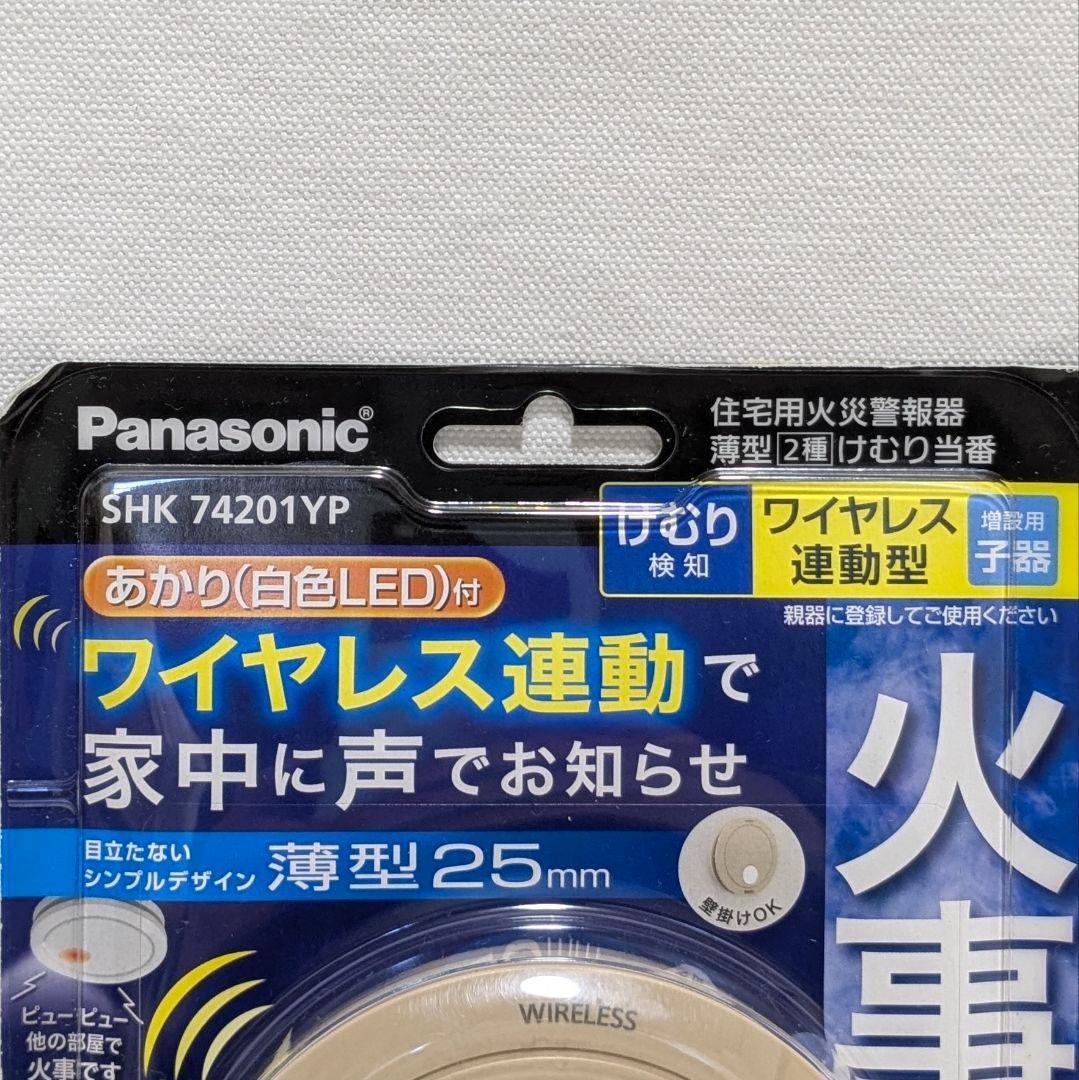 Panasonic®
SHK 74201YP
住宅用火災警報器
薄型 2種 けむり当番
けむり
検知
ワイヤレス
連動型
増設用
子器
親器に登録してご使用ください
あかり(白色LED)付
ワイヤレス連動で
家中に声でお知らせ
目立たない
シンプルデザイン
薄型25mm
壁掛けOK
ピューピュー
他の部屋で
火事です
WIRELESS
火事